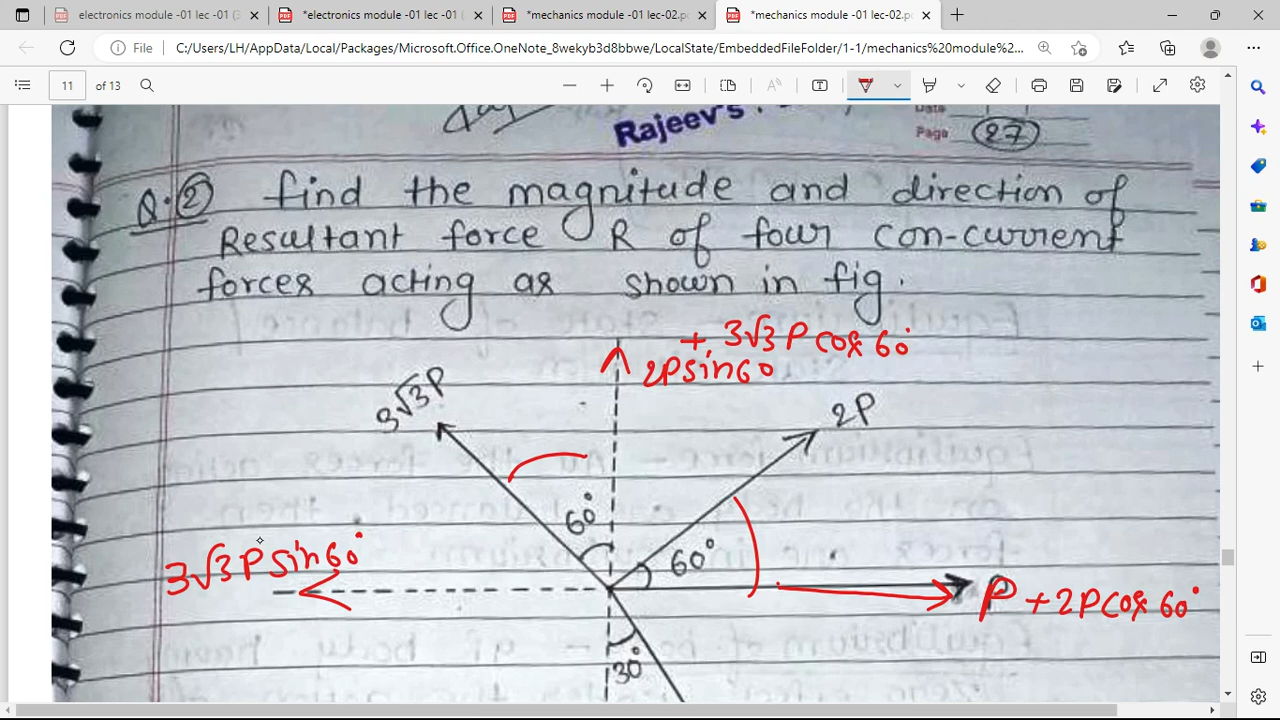 electronics module -01 lec -01 (
*electronics module -01 lec -01 (
*mechanics module -01 lec-02.p
*mechanics module -01 lec-02.p
File
C:/Users/LH/AppData/Local/Packages/Microsoft.Office.OneNote_8wekyb3d8bbwe/LocalState/EmbeddedFileFolder/1-1/mechanics%20module%2...
11 of 13
Rajeev's
Date
Page 27
Q.2 find the magnitude and direction of
Resultant force R of four con-current
forces acting as shown in fig.
+ 3√3 P cos 60°
2P sin 60
3√3P
2P
60°
60°
3√3 P sin 60°
P + 2P cos 60°
30°